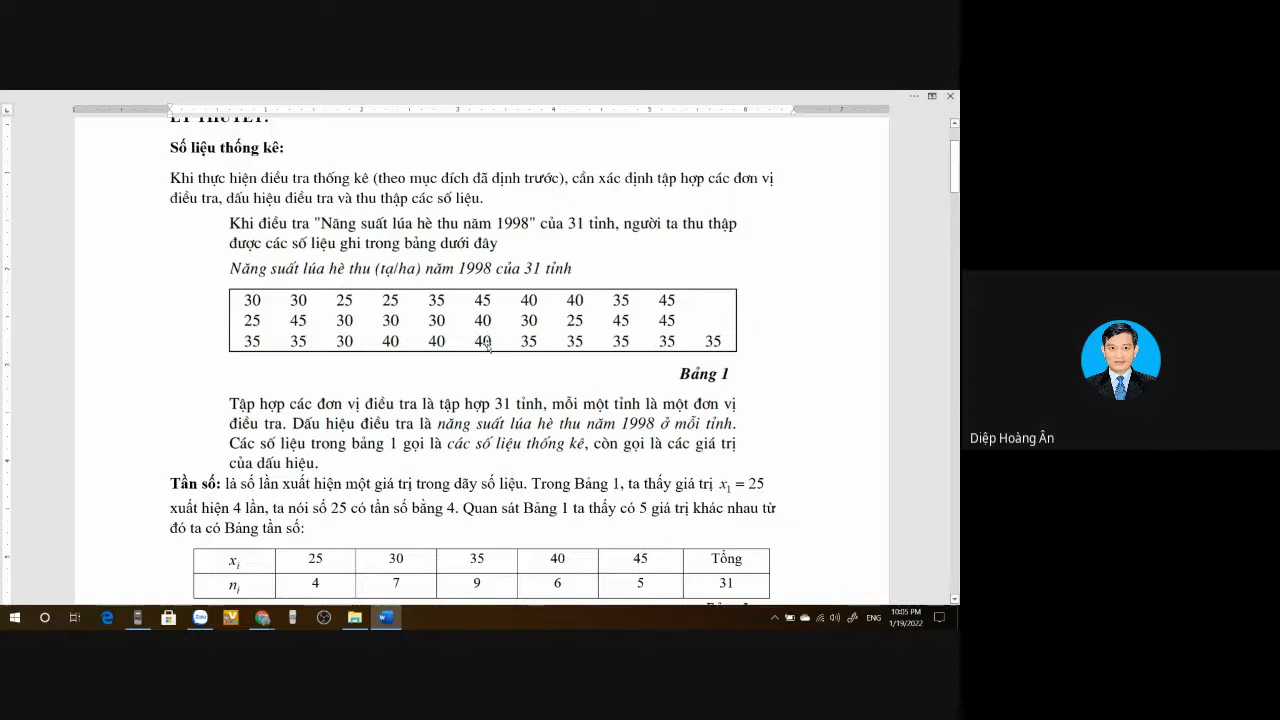 LÝ THUYẾT:
Số liệu thống kê:
Khi thực hiện điều tra thống kê (theo mục đích đã định trước), cần xác định tập hợp các đơn vị
điều tra, dấu hiệu điều tra và thu thập các số liệu.
Khi điều tra "Năng suất lúa hè thu năm 1998" của 31 tỉnh, người ta thu thập
được các số liệu ghi trong bảng dưới đây
Năng suất lúa hè thu (tạ/ha) năm 1998 của 31 tỉnh
30 30 25 25 35 45 40 40 35 45
25 45 30 30 30 40 30 25 45 45
35 35 30 40 40 40 35 35 35 35 35
Bảng 1
Tập hợp các đơn vị điều tra là tập hợp 31 tỉnh, mỗi một tỉnh là một đơn vị
điều tra. Dấu hiệu điều tra là năng suất lúa hè thu năm 1998 ở mỗi tỉnh.
Các số liệu trong bảng 1 gọi là các số liệu thống kê, còn gọi là các giá trị
của dấu hiệu.
Tần số: là số lần xuất hiện một giá trị trong dãy số liệu. Trong Bảng 1, ta thấy giá trị x₁ = 25
xuất hiện 4 lần, ta nói số 25 có tần số bằng 4. Quan sát Bảng 1 ta thấy có 5 giá trị khác nhau từ
đó ta có Bảng tần số:
xᵢ 25 30 35 40 45 Tổng
nᵢ 4 7 9 6 5 31
Diệp Hoàng Ân
Zalo
ENG
10:05 PM
1/19/2022